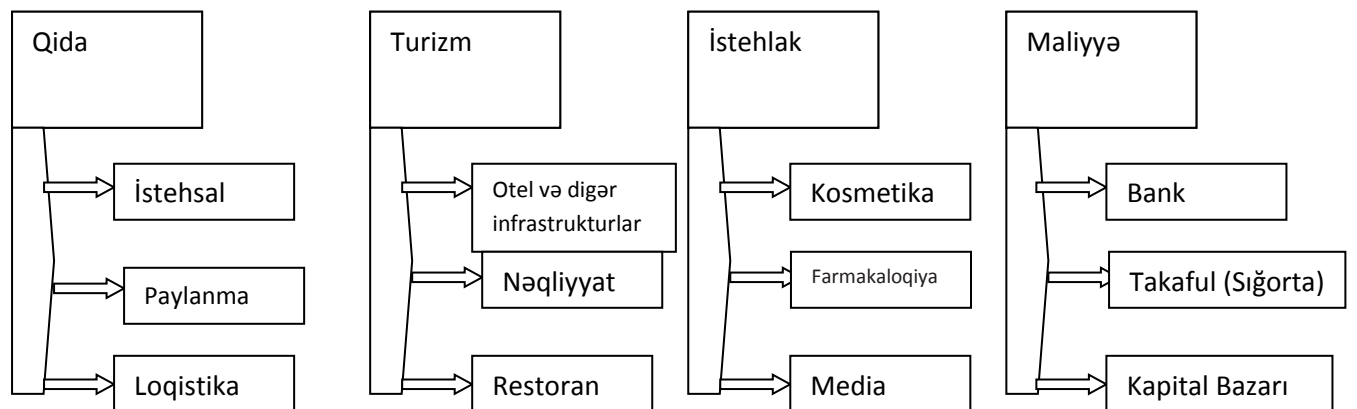 Qida
İstehsal
Paylanma
Loqistika
Turizm
Otel və digər
infrastrukturlar
Nəqliyyat
Restoran
İstehlak
Kosmetika
Farmakaloqiya
Media
Maliyyə
Bank
Takaful (Sığorta)
Kapital Bazarı